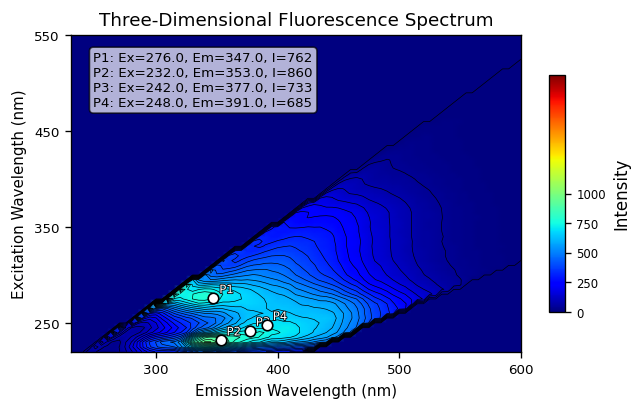 Three-Dimensional Fluorescence Spectrum
550
P1: Ex=276.0, Em=347.0, I=762
P2: Ex=232.0, Em=353.0, I=860
P3: Ex=242.0, Em=377.0, I=733
P4: Ex=248.0, Em=391.0, I=685
450
350
250
Excitation Wavelength (nm)
P1
P2
P3
P4
300
400
500
600
Emission Wavelength (nm)
1000
750
500
250
0
Intensity